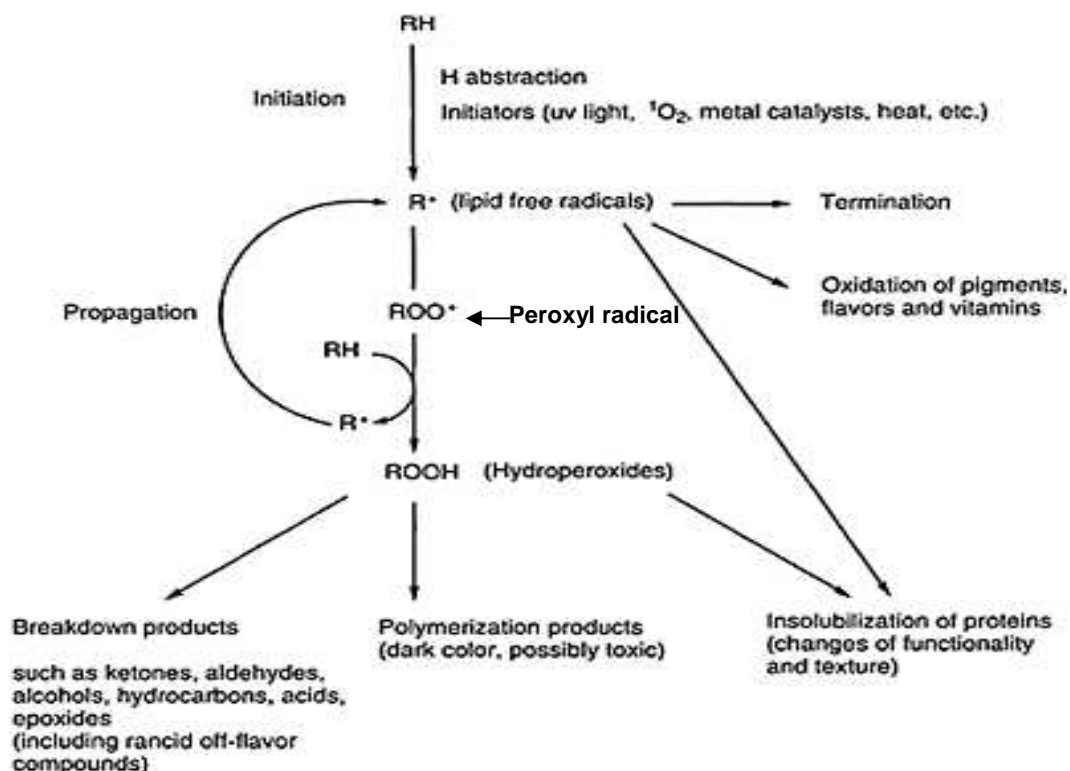 RH
H abstraction
Initiation
Initiators (uv light, ¹O₂, metal catalysts, heat, etc.)
R• (lipid free radicals)
Termination
Oxidation of pigments,
flavors and vitamins
Propagation
ROO•
Peroxyl radical
RH
R•
ROOH (Hydroperoxides)
Breakdown products
such as ketones, aldehydes,
alcohols, hydrocarbons, acids,
epoxides
(including rancid off-flavor
compounds)
Polymerization products
(dark color, possibly toxic)
Insolubilization of proteins
(changes of functionality
and texture)